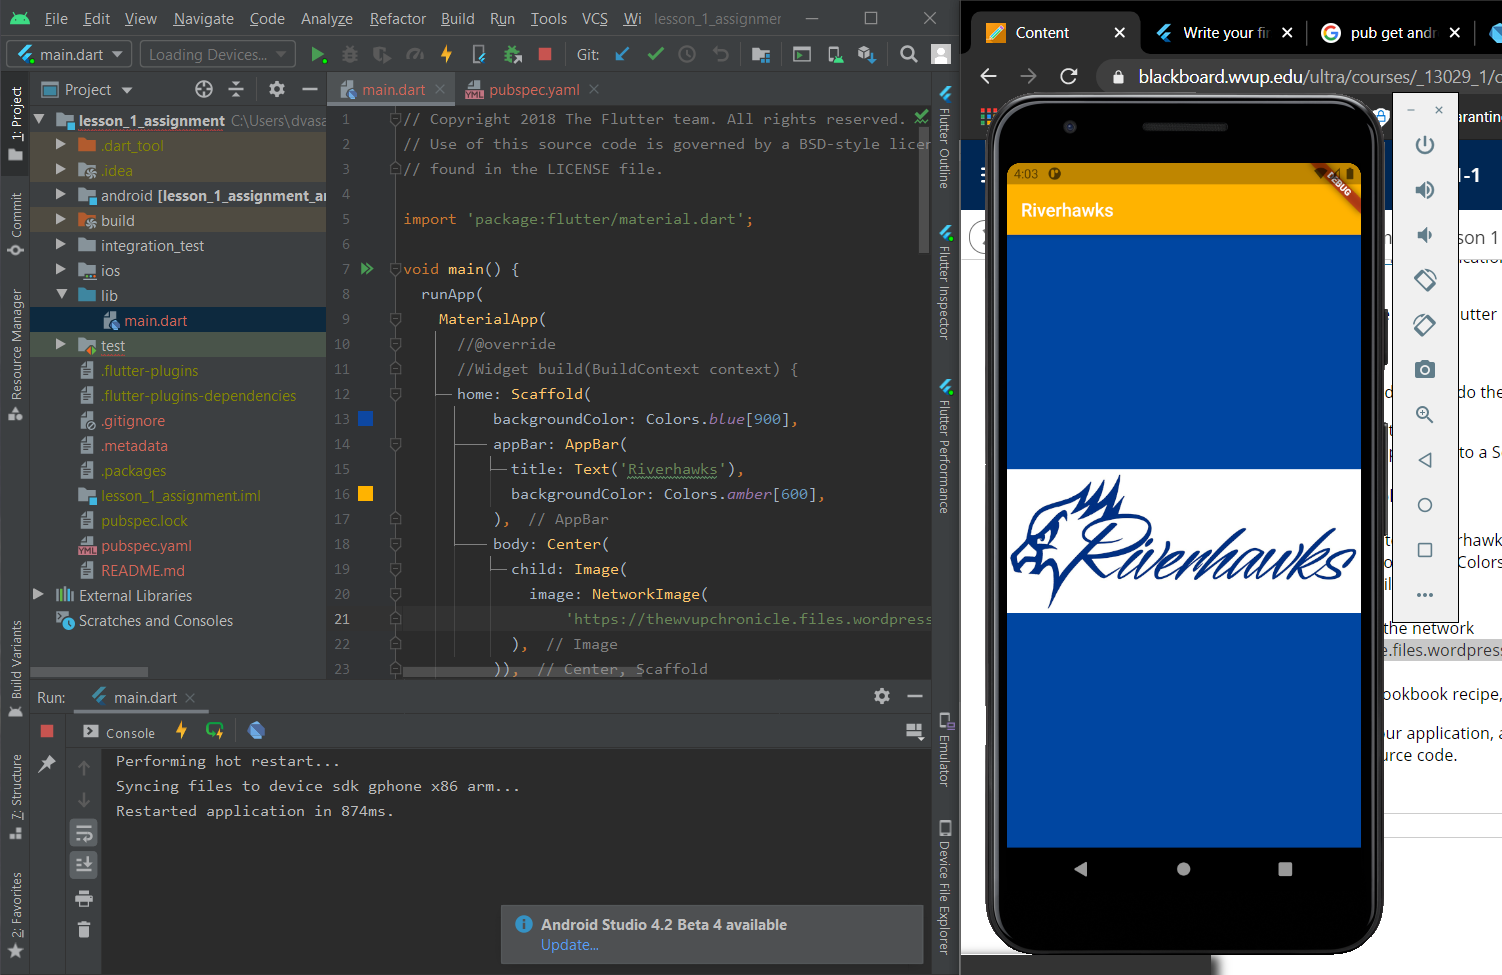 File Edit View Navigate Code Analyze Refactor Build Run Tools VCS Wi lesson_1_assignmer
main.dart Loading Devices... Git:
1: Project
Commit
Resource Manager
Build Variants
7: Structure
2: Favorites
Project
lesson_1_assignment C:\Users\dvasa
.dart_tool
.idea
android [lesson_1_assignment_ar
build
integration_test
ios
lib
main.dart
test
.flutter-plugins
.flutter-plugins-dependencies
.gitignore
.metadata
.packages
lesson_1_assignment.iml
pubspec.lock
pubspec.yaml
README.md
External Libraries
Scratches and Consoles
main.dart pubspec.yaml
1 // Copyright 2018 The Flutter team. All rights reserved.
2 // Use of this source code is governed by a BSD-style licen
3 // found in the LICENSE file.
4
5 import 'package:flutter/material.dart';
6
7 void main() {
8 runApp(
9 MaterialApp(
10 //@override
11 //Widget build(BuildContext context) {
12 home: Scaffold(
13 backgroundColor: Colors.blue[900],
14 appBar: AppBar(
15 title: Text('Riverhawks'),
16 backgroundColor: Colors.amber[600],
17 ), // AppBar
18 body: Center(
19 child: Image(
20 image: NetworkImage(
21 'https://thewvupchronicle.files.wordpress
22 ), // Image
23 )), // Center, Scaffold
Flutter Outline
Flutter Inspector
Flutter Performance
Emulator
Device File Explorer
Run: main.dart
Console
Performing hot restart...
Syncing files to device sdk gphone x86 arm...
Restarted application in 874ms.
Android Studio 4.2 Beta 4 available
Update...
Content Write your fir pub get andr
blackboard.wvup.edu/ultra/courses/_13029_1/c
arantin
4:03
DEBUG
Riverhawks
Riverhawks
1-1
sson 1
icatio
utter
do the
to a S
rhawk
Colors
the network
e.files.wordpress
ookbook recipe,
ur application, a
urce code.